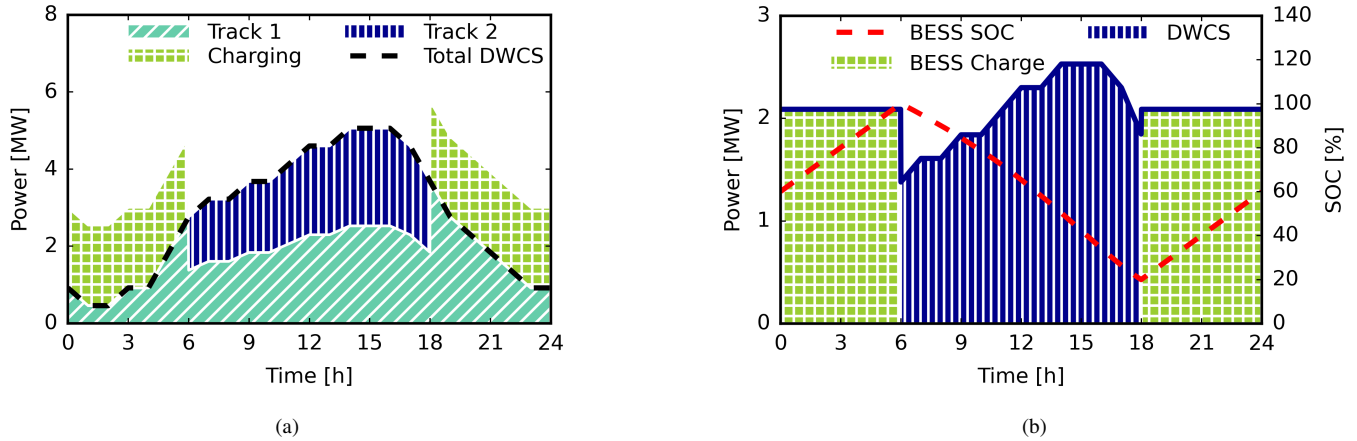 8
6
4
2
0
Power [MW]
Track 1
Track 2
Charging
Total DWCS
0 3 6 9 12 15 18 21 24
Time [h]
(a)
3
2
1
0
Power [MW]
BESS SOC
DWCS
BESS Charge
140
120
100
80
60
40
20
0
SOC [%]
0 3 6 9 12 15 18 21 24
Time [h]
(b)